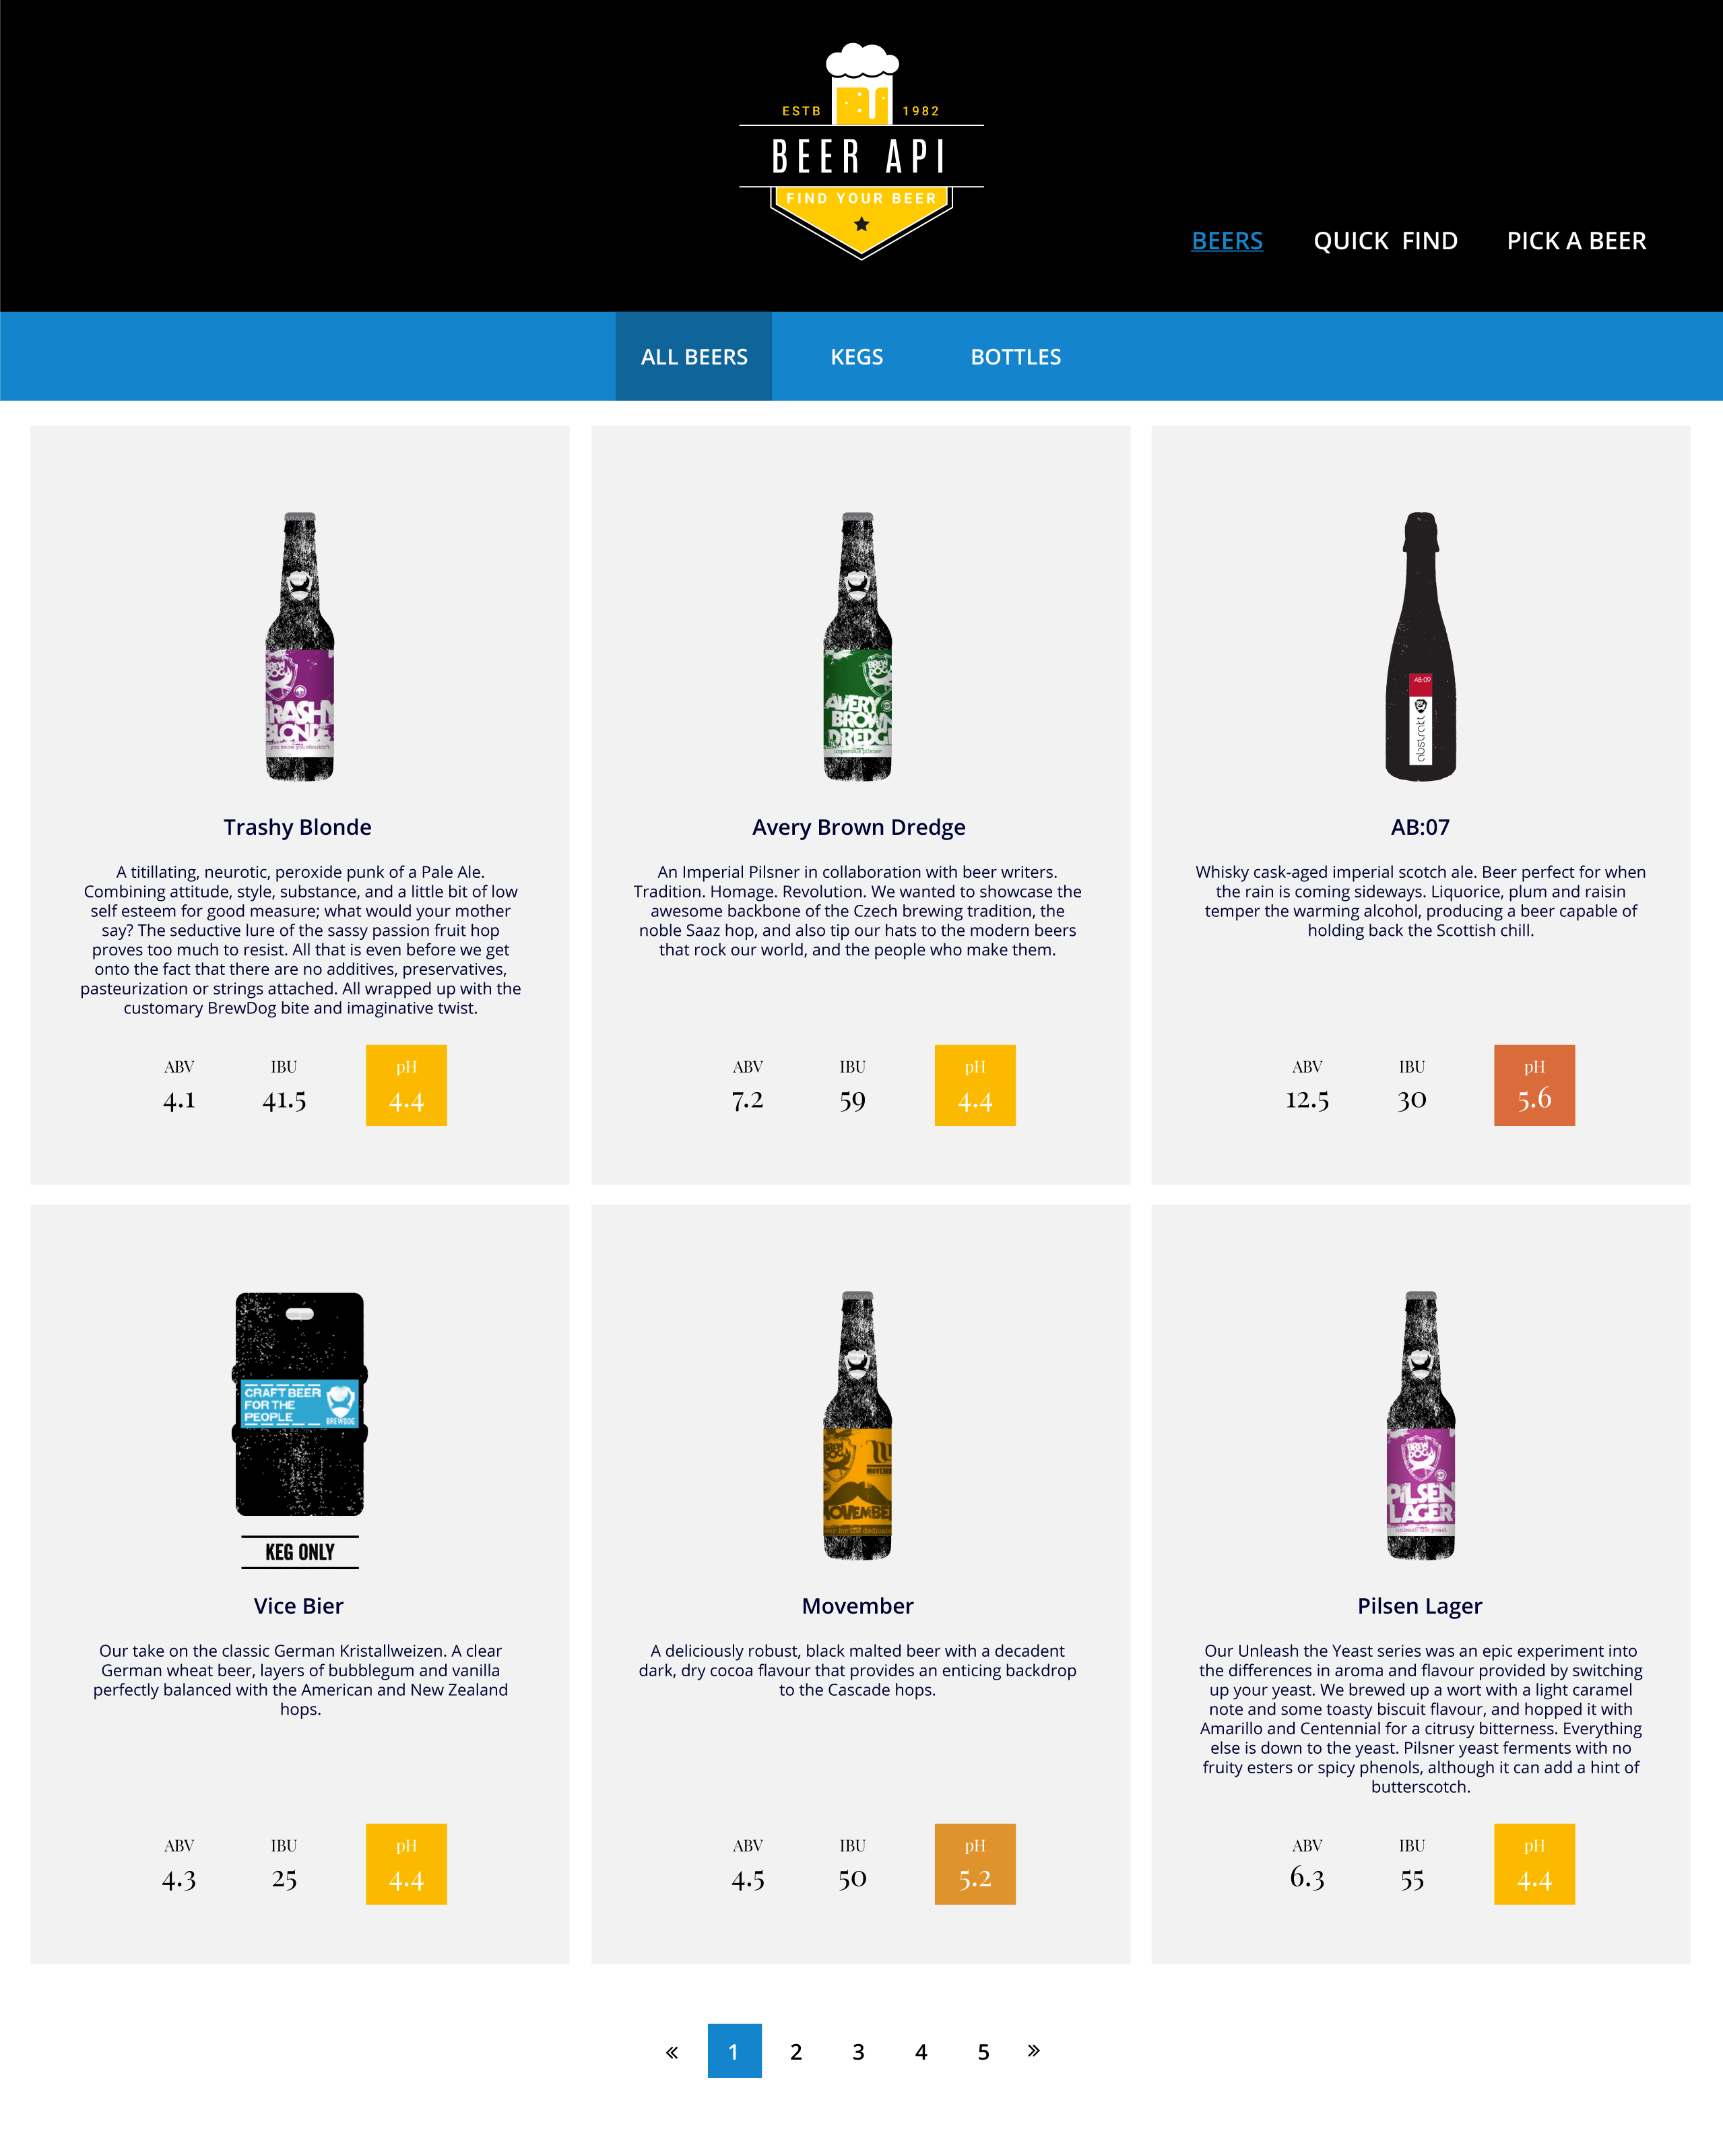 ESTB 1982
BEER API
FIND YOUR BEER
BEERS QUICK FIND PICK A BEER
ALL BEERS KEGS BOTTLES
BREW DOG
TRASHY
BLONDE
you know you shouldn't
Trashy Blonde
A titillating, neurotic, peroxide punk of a Pale Ale.
Combining attitude, style, substance, and a little bit of low
self esteem for good measure; what would your mother
say? The seductive lure of the sassy passion fruit hop
proves too much to resist. All that is even before we get
onto the fact that there are no additives, preservatives,
pasteurization or strings attached. All wrapped up with the
customary BrewDog bite and imaginative twist.
ABV IBU pH
4.1 41.5 4.4
BREW DOG
AVERY
BROWN
DREDGE
imperious pilsner
Avery Brown Dredge
An Imperial Pilsner in collaboration with beer writers.
Tradition. Homage. Revolution. We wanted to showcase the
awesome backbone of the Czech brewing tradition, the
noble Saaz hop, and also tip our hats to the modern beers
that rock our world, and the people who make them.
ABV IBU pH
7.2 59 4.4
AB:09
abstrakt
AB:07
Whisky cask-aged imperial scotch ale. Beer perfect for when
the rain is coming sideways. Liquorice, plum and raisin
temper the warming alcohol, producing a beer capable of
holding back the Scottish chill.
ABV IBU pH
12.5 30 5.6
CRAFT BEER
FOR THE
PEOPLE
BREWDOG
KEG ONLY
Vice Bier
Our take on the classic German Kristallweizen. A clear
German wheat beer, layers of bubblegum and vanilla
perfectly balanced with the American and New Zealand
hops.
ABV IBU pH
4.3 25 4.4
BREW DOG
MOVEMBER
Movember
A deliciously robust, black malted beer with a decadent
dark, dry cocoa flavour that provides an enticing backdrop
to the Cascade hops.
ABV IBU pH
4.5 50 5.2
BREW DOG
PILSEN
LAGER
unleash the yeast
Pilsen Lager
Our Unleash the Yeast series was an epic experiment into
the differences in aroma and flavour provided by switching
up your yeast. We brewed up a wort with a light caramel
note and some toasty biscuit flavour, and hopped it with
Amarillo and Centennial for a citrusy bitterness. Everything
else is down to the yeast. Pilsner yeast ferments with no
fruity esters or spicy phenols, although it can add a hint of
butterscotch.
ABV IBU pH
6.3 55 4.4
« 1 2 3 4 5 »